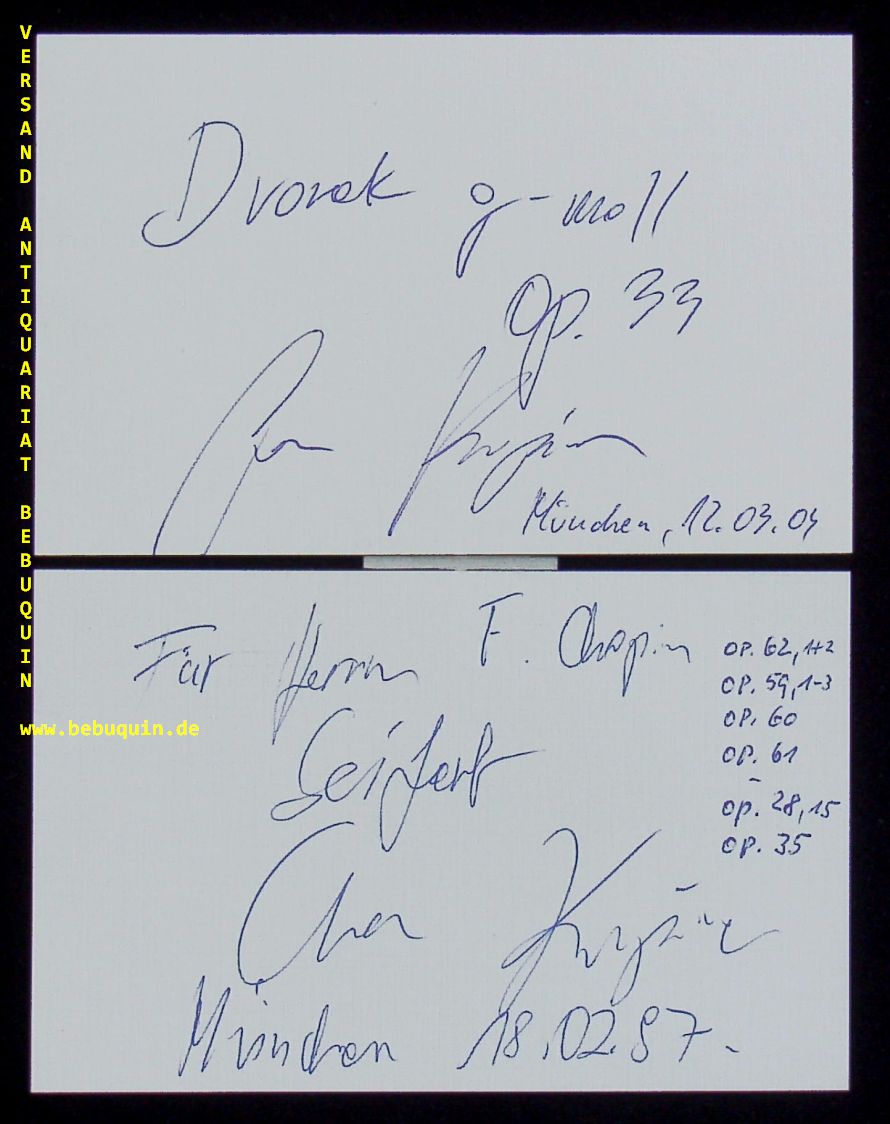 VERSAND ANTIQUARIAT BEBUQUIN
www.bebuquin.de
Dvorak g-moll
Op. 33
München, 12.03.04
Für Herrn F. Chopin
Seifert
OP. 62, 1+2
OP. 59, 1-3
OP. 60
OP. 61
OP. 28, 15
OP. 35
München 18.02.87.